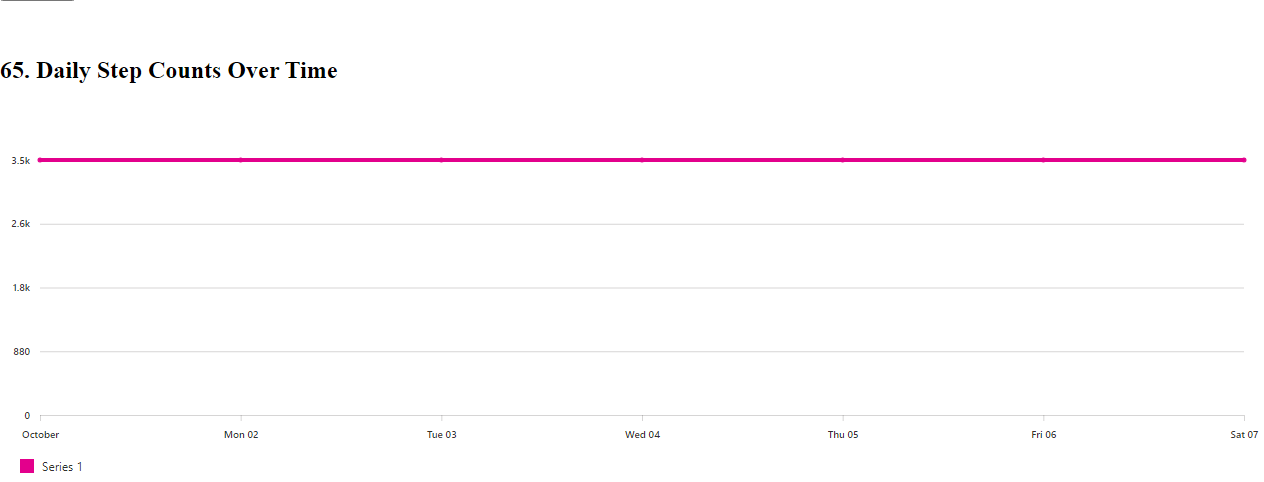 65. Daily Step Counts Over Time
3.5k
2.6k
1.8k
880
0
October Mon 02 Tue 03 Wed 04 Thu 05 Fri 06 Sat 07
Series 1